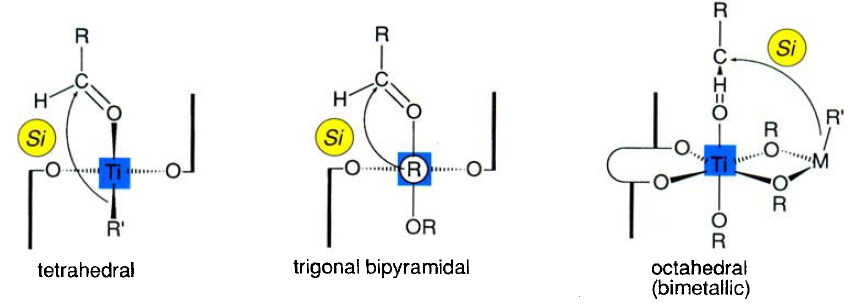 R
C
H
O
Si
O
Ti
O
R'
tetrahedral
R
C
H
O
Si
O
R
O
OR
trigonal bipyramidal
R
C
Si
H
O
R'
R
O
O
Ti
M
O
O
R
O
R
octahedral
(bimetallic)